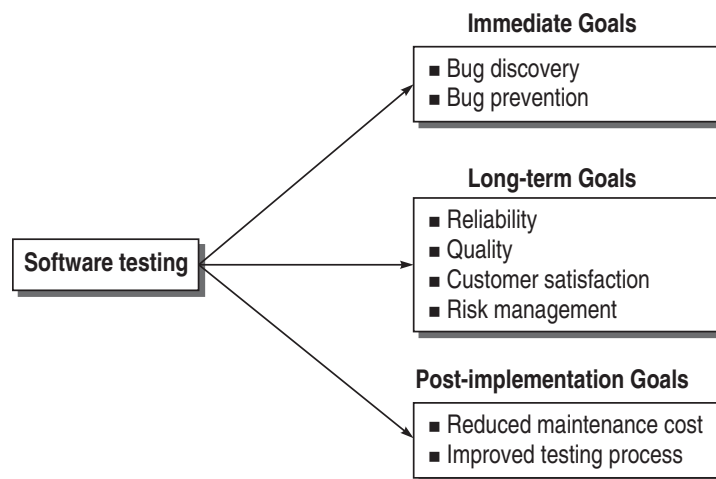 Immediate Goals
■ Bug discovery
■ Bug prevention
Long-term Goals
■ Reliability
■ Quality
■ Customer satisfaction
■ Risk management
Software testing
Post-implementation Goals
■ Reduced maintenance cost
■ Improved testing process